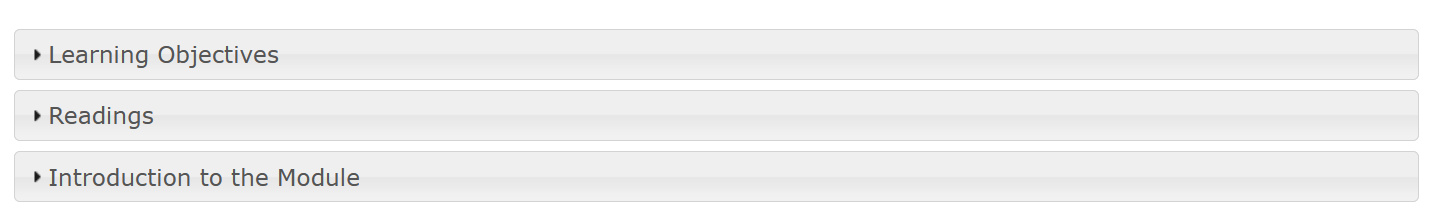 Learning Objectives
Readings
Introduction to the Module